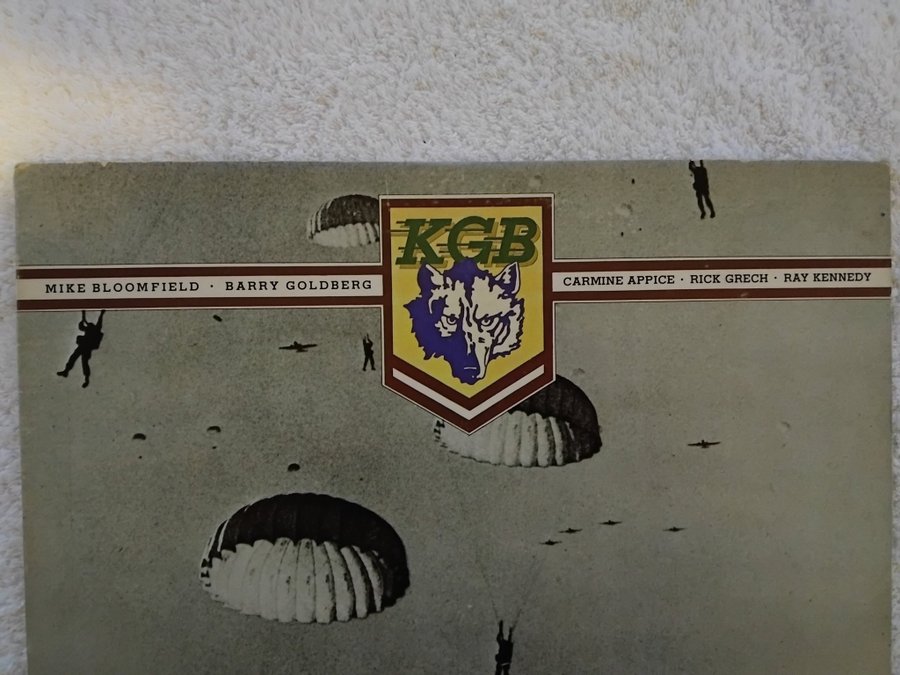 KGB
MIKE BLOOMFIELD · BARRY GOLDBERG
CARMINE APPICE · RICK GRECH · RAY KENNEDY